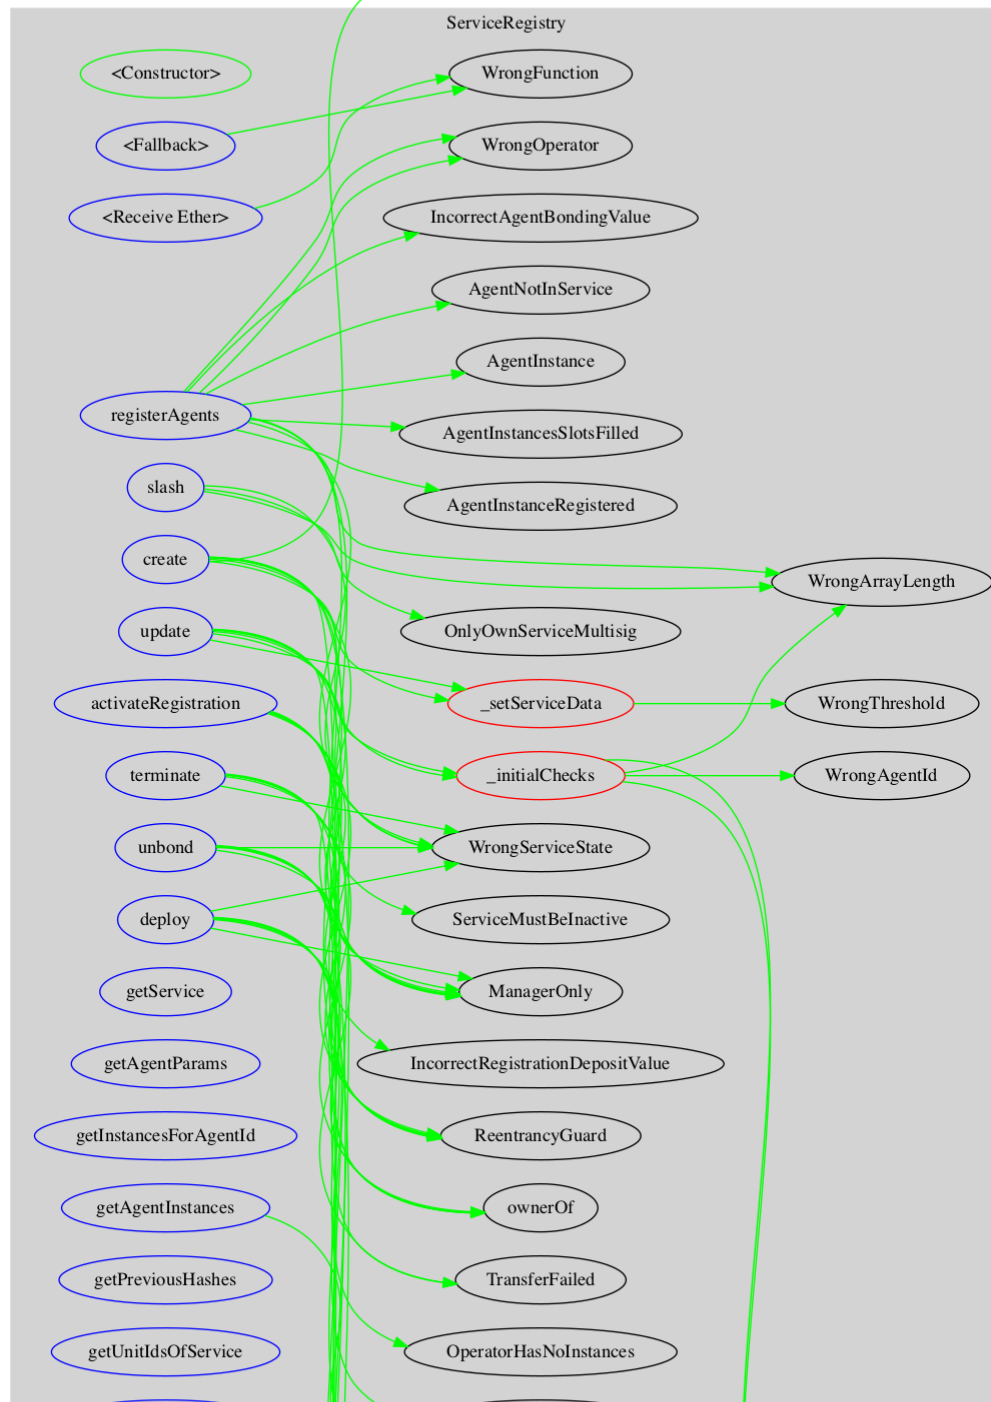 ServiceRegistry
<Constructor>
WrongFunction
<Fallback>
WrongOperator
<Receive Ether>
IncorrectAgentBondingValue
AgentNotInService
AgentInstance
registerAgents
AgentInstancesSlotsFilled
slash
AgentInstanceRegistered
create
WrongArrayLength
update
OnlyOwnServiceMultisig
activateRegistration
_setServiceData
WrongThreshold
terminate
_initialChecks
WrongAgentId
unbond
WrongServiceState
deploy
ServiceMustBeInactive
getService
ManagerOnly
getAgentParams
IncorrectRegistrationDepositValue
getInstancesForAgentId
ReentrancyGuard
getAgentInstances
ownerOf
getPreviousHashes
TransferFailed
getUnitIdsOfService
OperatorHasNoInstances